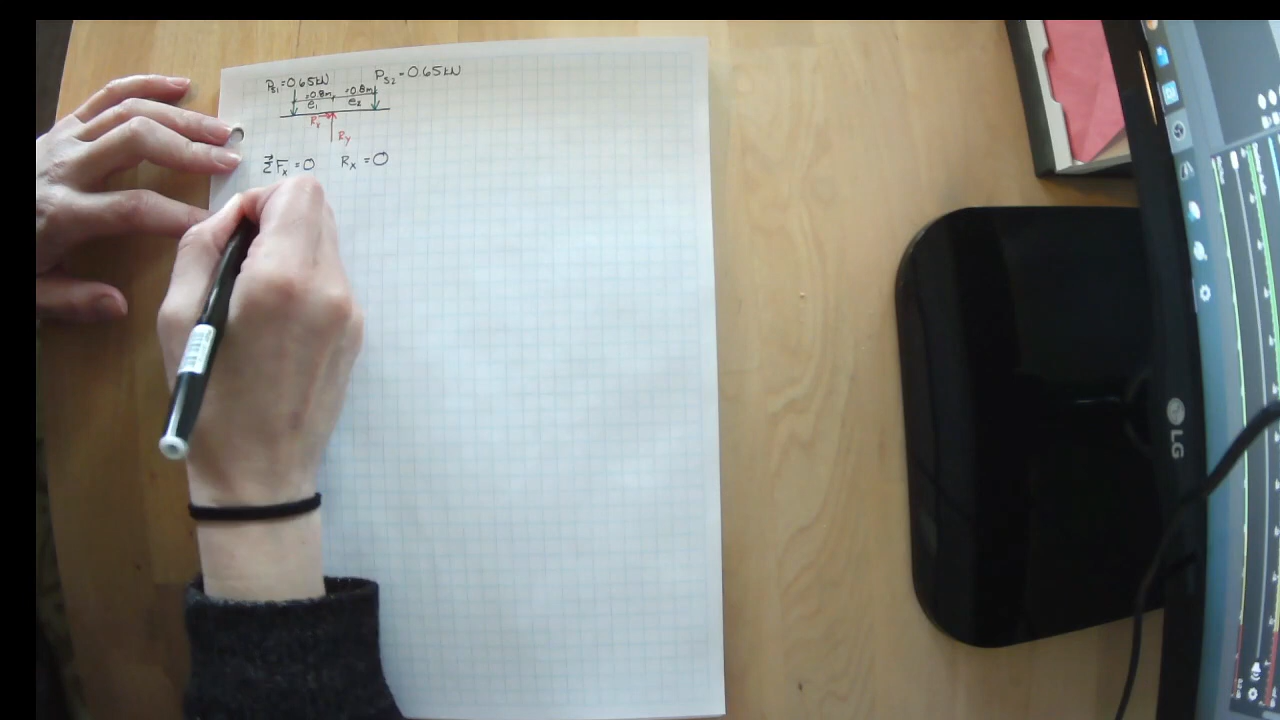 Ps1=0.65kN Ps2=0.65kN
=0.8m =0.8m
e1 e2
Rx
Ry
ΣFx=0 Rx=0
LG